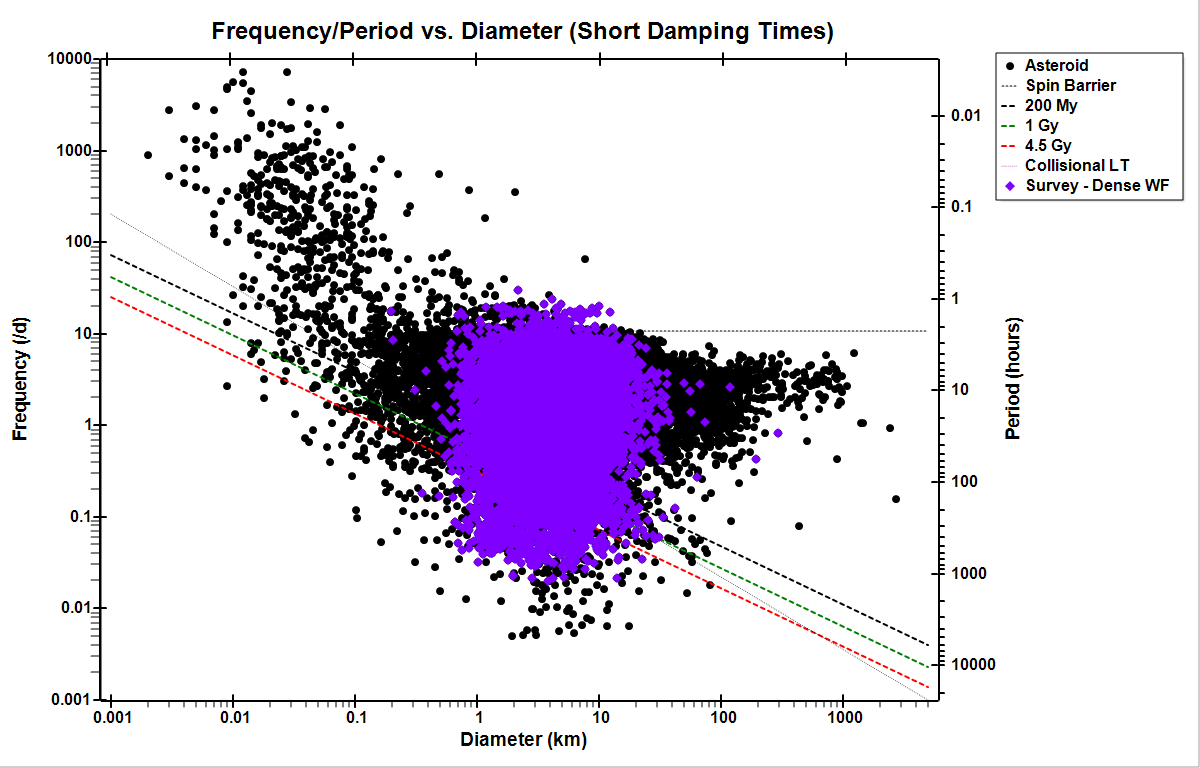 Frequency/Period vs. Diameter (Short Damping Times)
Asteroid
Spin Barrier
200 My
1 Gy
4.5 Gy
Collisional LT
Survey - Dense WF
Frequency (/d)
10000
1000
100
10
1
0.1
0.01
0.001
0.01
0.1
1
10
100
1000
10000
Period (hours)
0.001 0.01 0.1 1 10 100 1000
Diameter (km)